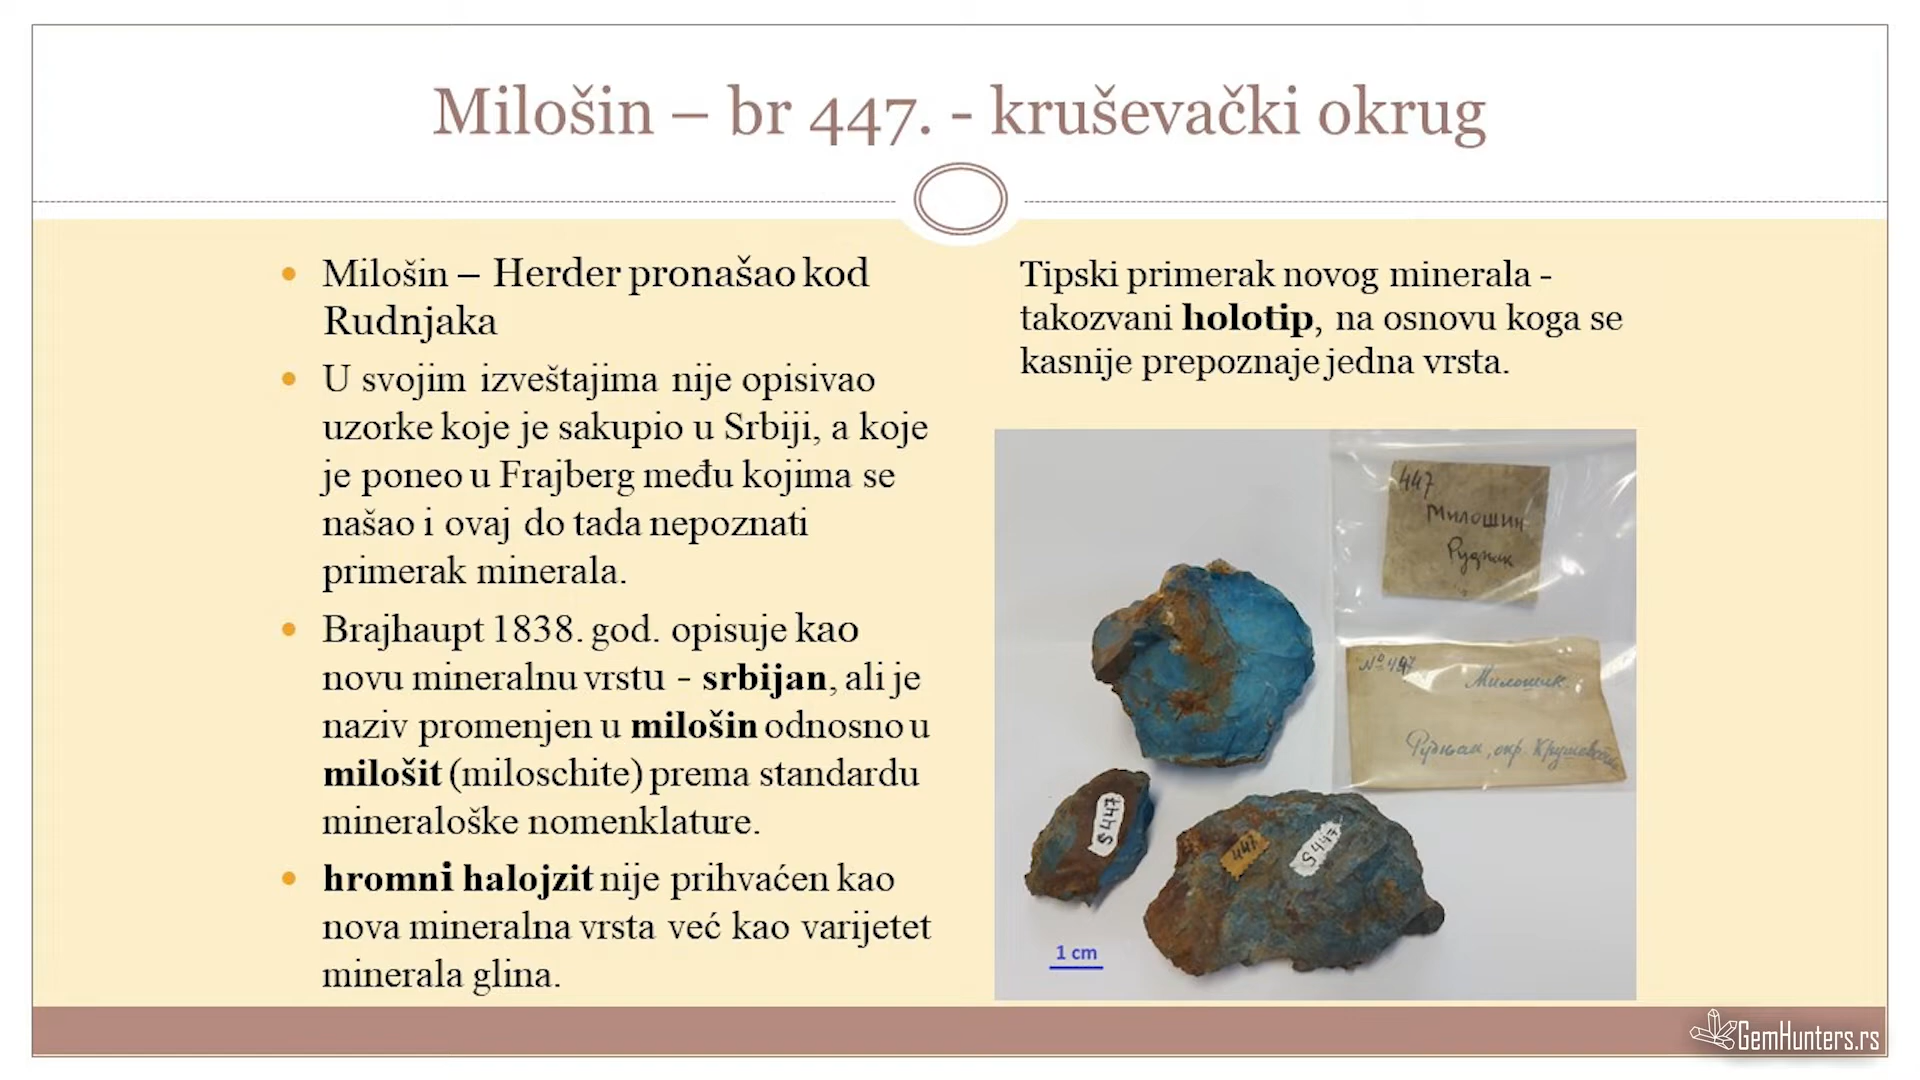 Milošin – br 447. - kruševački okrug
Milošin – Herder pronašao kod
Rudnjaka
U svojim izveštajima nije opisivao
uzorke koje je sakupio u Srbiji, a koje
je poneo u Frajberg među kojima se
našao i ovaj do tada nepoznati
primerak minerala.
Brajhaupt 1838. god. opisuje kao
novu mineralnu vrstu - srbijan, ali je
naziv promenjen u milošin odnosno u
milošit (miloschite) prema standardu
mineraloške nomenklature.
hromni halojzit nije prihvaćen kao
nova mineralna vrsta već kao varijetet
minerala glina.
Tipski primerak novog minerala -
takozvani holotip, na osnovu koga se
kasnije prepoznaje jedna vrsta.
447
Милошин
Рудник
№ 447
Милошин
окр.
S447
447
S447
1 cm
GemHunters.rs